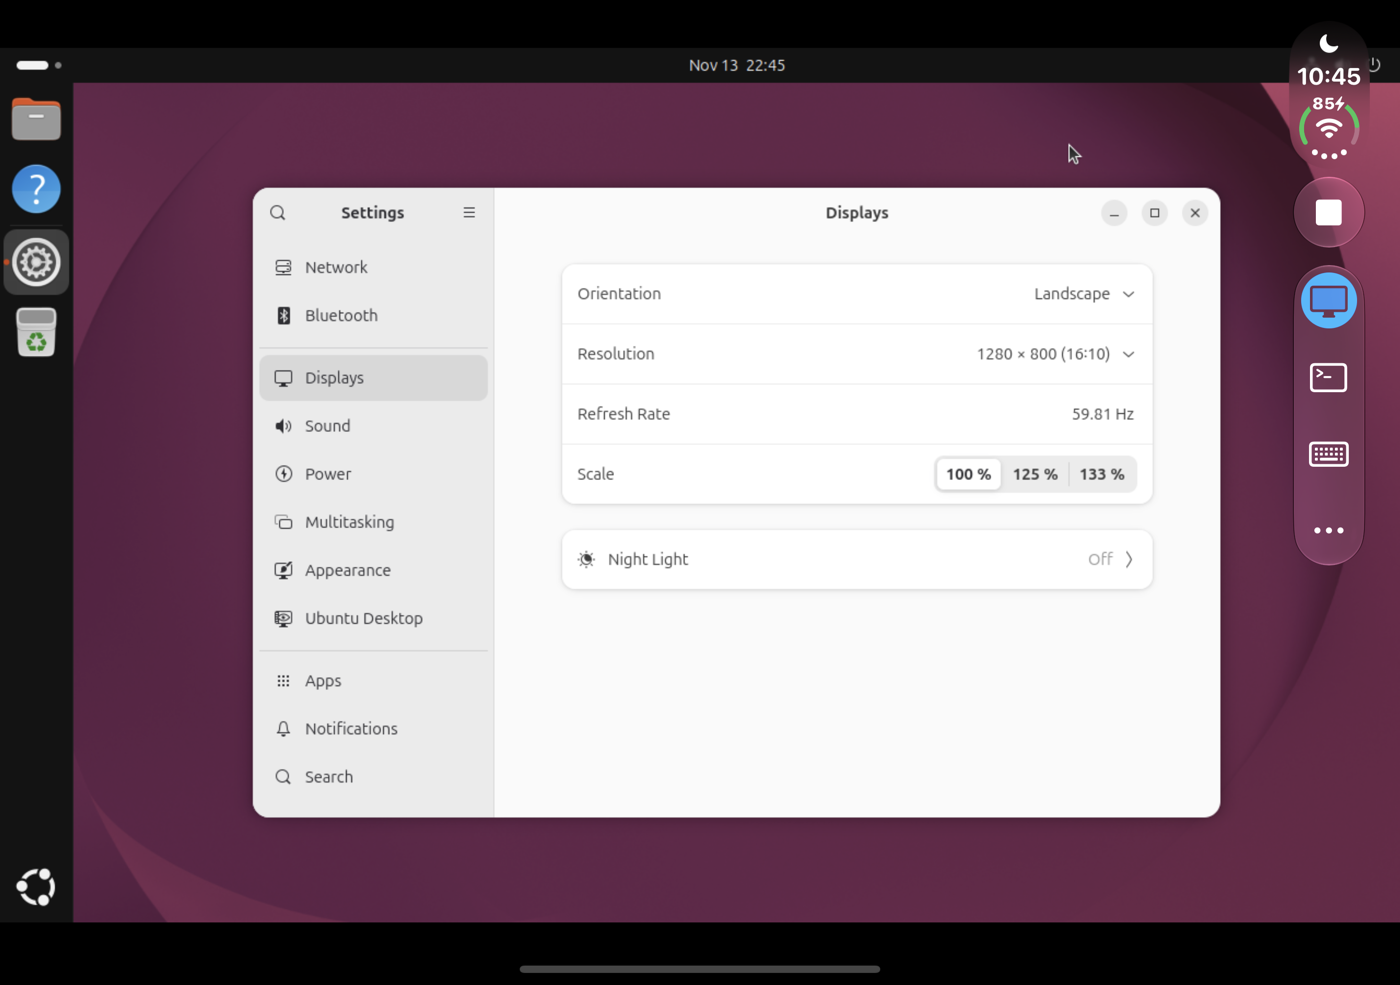 Nov 13 22:45
10:45
85
?
Settings
Displays
Network
Bluetooth
Displays
Sound
Power
Multitasking
Appearance
Ubuntu Desktop
Apps
Notifications
Search
Orientation Landscape
Resolution 1280 × 800 (16:10)
Refresh Rate 59.81 Hz
Scale 100 % 125 % 133 %
Night Light Off